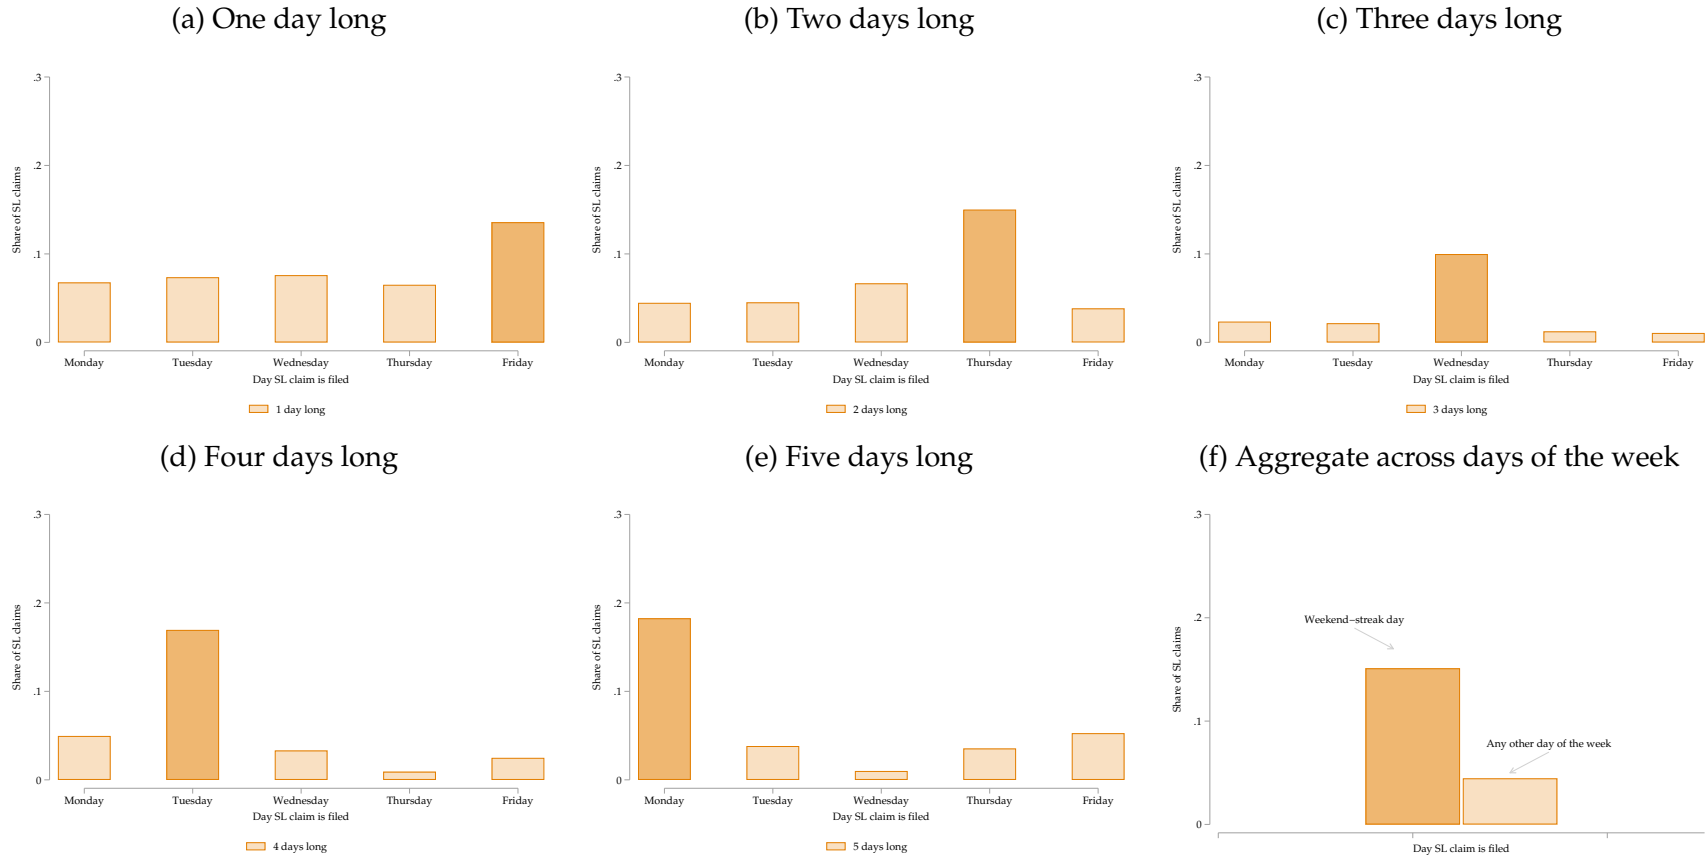 (a) One day long
.3
.2
.1
0
Share of SL claims
Monday Tuesday Wednesday Thursday Friday
Day SL claim is filed
1 day long
(b) Two days long
.3
.2
.1
0
Share of SL claims
Monday Tuesday Wednesday Thursday Friday
Day SL claim is filed
2 days long
(c) Three days long
.3
.2
.1
0
Share of SL claims
Monday Tuesday Wednesday Thursday Friday
Day SL claim is filed
3 days long
(d) Four days long
.3
.2
.1
0
Share of SL claims
Monday Tuesday Wednesday Thursday Friday
Day SL claim is filed
4 days long
(e) Five days long
.3
.2
.1
0
Share of SL claims
Monday Tuesday Wednesday Thursday Friday
Day SL claim is filed
5 days long
(f) Aggregate across days of the week
.3
.2
.1
0
Share of SL claims
Weekend−streak day
Any other day of the week
Day SL claim is filed